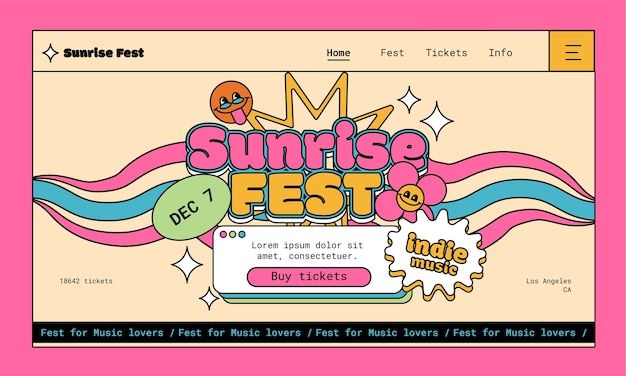 Sunrise Fest
Home Fest Tickets Info
Sunrise
FEST
DEC 7
Lorem ipsum dolor sit
amet, consectetuer.
Buy tickets
indie
music
18642 tickets
Los Angeles
CA
Fest for Music lovers / Fest for Music lovers / Fest for Music lovers / Fest for Music lovers /